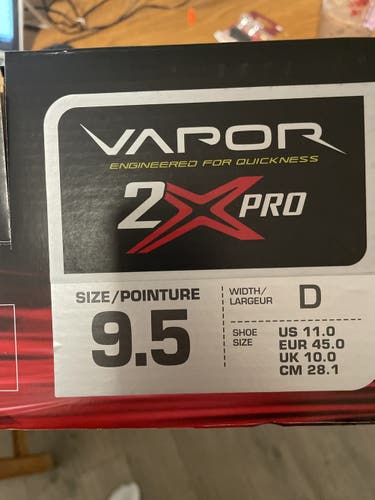 VAPOR
ENGINEERED FOR QUICKNESS
2X PRO
SIZE/POINTURE
9.5
WIDTH/
LARGEUR
D
SHOE
SIZE
US 11.0
EUR 45.0
UK 10.0
CM 28.1